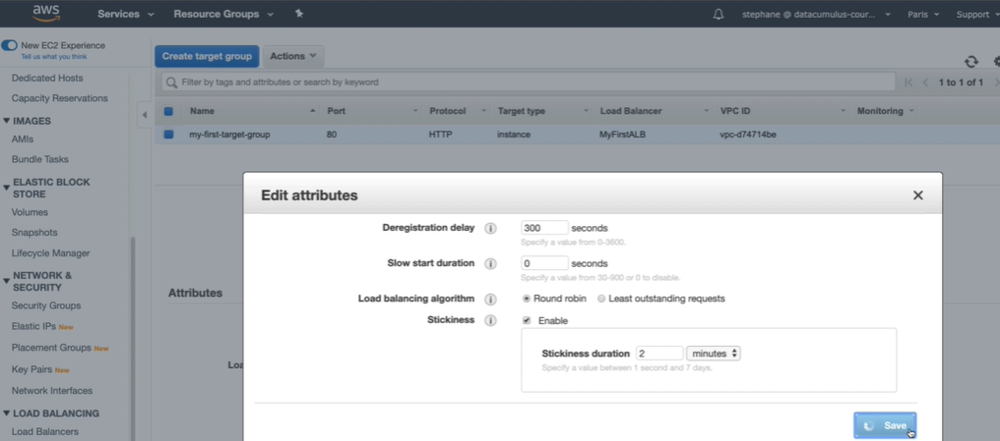 aws
Services
Resource Groups
stephane @ datacumulus-cour...
Paris
Support
New EC2 Experience
Tell us what you think
Dedicated Hosts
Capacity Reservations
IMAGES
AMIs
Bundle Tasks
ELASTIC BLOCK
STORE
Volumes
Snapshots
Lifecycle Manager
NETWORK &
SECURITY
Security Groups
Elastic IPs New
Placement Groups New
Key Pairs New
Network Interfaces
LOAD BALANCING
Load Balancers
Create target group
Actions
Filter by tags and attributes or search by keyword
1 to 1 of 1
Name Port Protocol Target type Load Balancer VPC ID Monitoring
my-first-target-group 80 HTTP instance MyFirstALB vpc-d74714be
Attributes
Loa
Edit attributes
Deregistration delay 300 seconds
Specify a value from 0-3600.
Slow start duration 0 seconds
Specify a value from 30-900 or 0 to disable.
Load balancing algorithm Round robin Least outstanding requests
Stickiness Enable
Stickiness duration 2 minutes
Specify a value between 1 second and 7 days.
Save